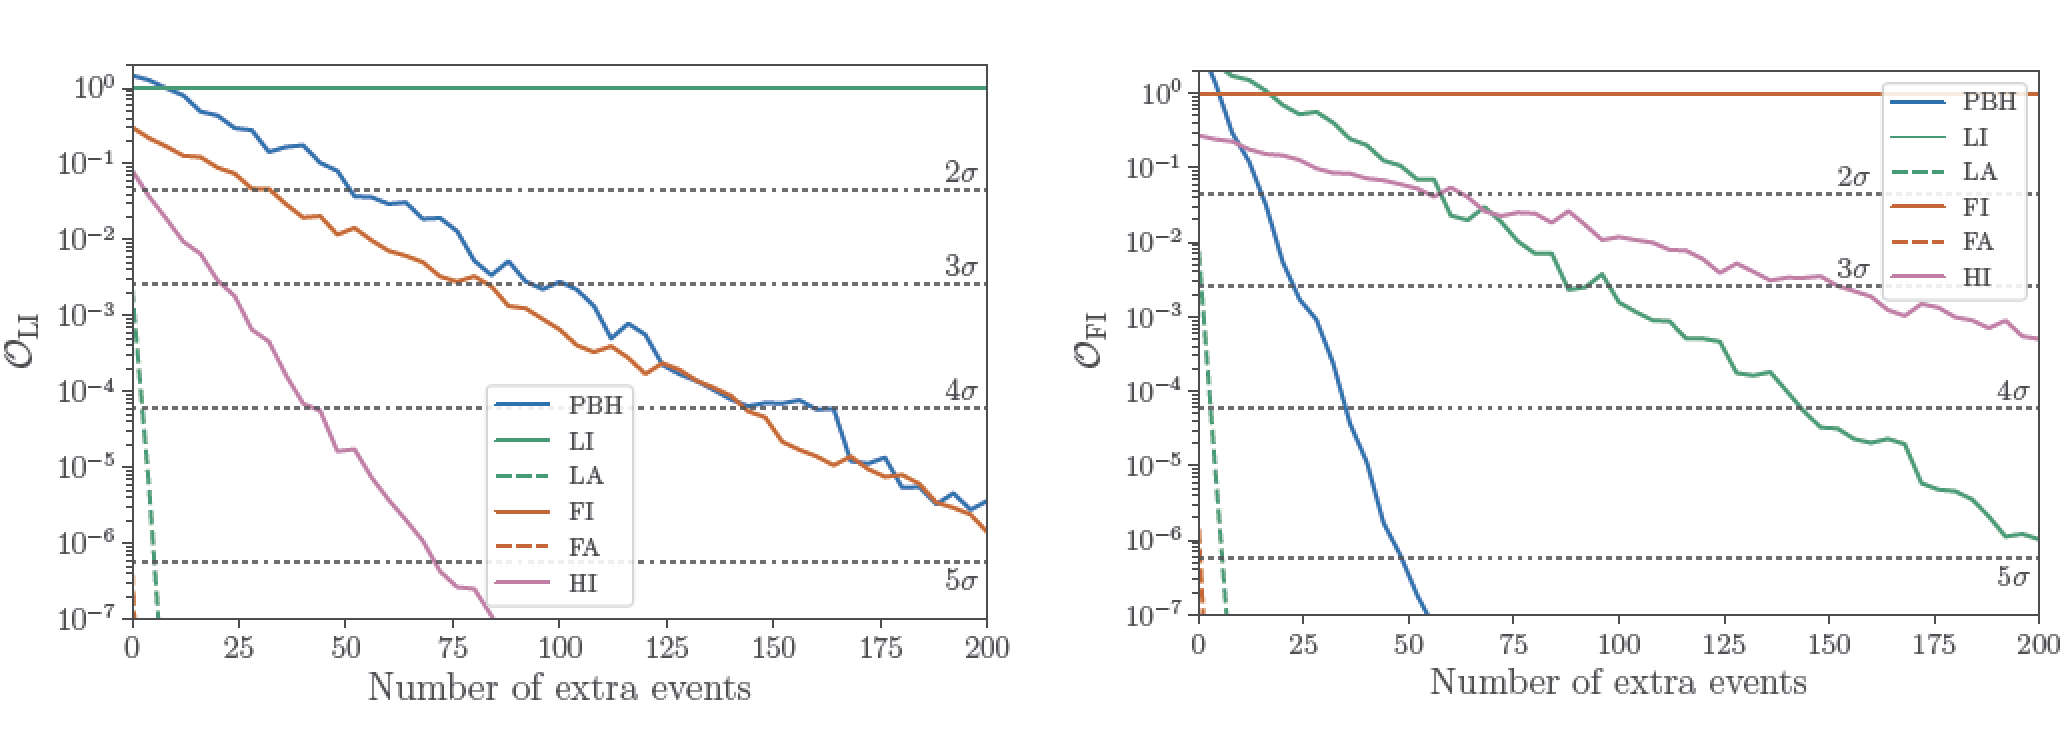 10⁰
10⁻¹
10⁻²
10⁻³
10⁻⁴
10⁻⁵
10⁻⁶
10⁻⁷
𝒪_LI
2σ
3σ
4σ
5σ
PBH
LI
LA
FI
FA
HI
0 25 50 75 100 125 150 175 200
Number of extra events
10⁰
10⁻¹
10⁻²
10⁻³
10⁻⁴
10⁻⁵
10⁻⁶
10⁻⁷
𝒪_FI
2σ
3σ
4σ
5σ
PBH
LI
LA
FI
FA
HI
0 25 50 75 100 125 150 175 200
Number of extra events